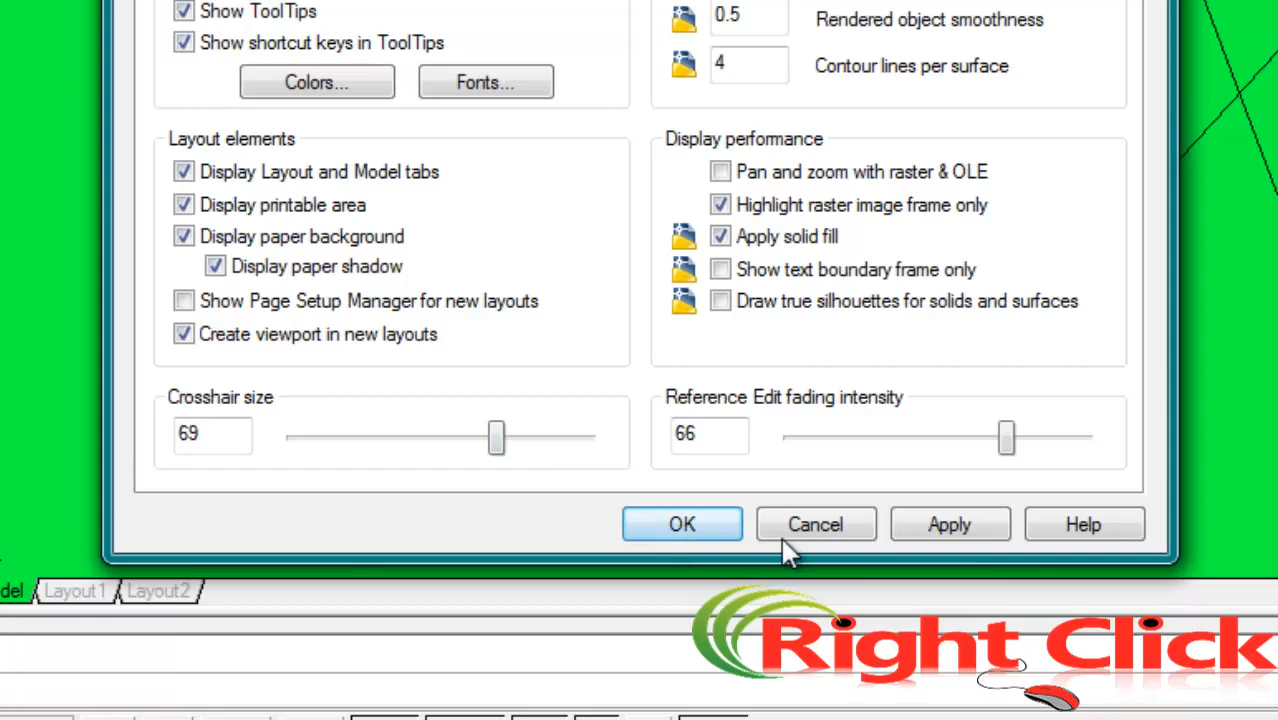 Show ToolTips
Show shortcut keys in ToolTips
Colors... Fonts...
0.5 Rendered object smoothness
4 Contour lines per surface
Layout elements
Display Layout and Model tabs
Display printable area
Display paper background
Display paper shadow
Show Page Setup Manager for new layouts
Create viewport in new layouts
Display performance
Pan and zoom with raster & OLE
Highlight raster image frame only
Apply solid fill
Show text boundary frame only
Draw true silhouettes for solids and surfaces
Crosshair size
69
Reference Edit fading intensity
66
OK Cancel Apply Help
del Layout1 Layout2
Right Click